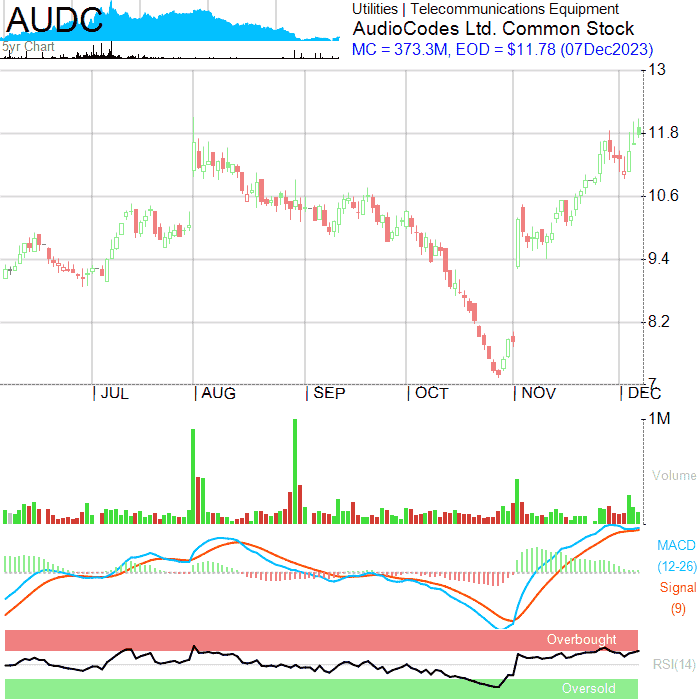 AUDC
5yr Chart
Utilities | Telecommunications Equipment
AudioCodes Ltd. Common Stock
MC = 373.3M, EOD = $11.78 (07Dec2023)
13
11.8
10.6
9.4
8.2
7
JUL
AUG
SEP
OCT
NOV
DEC
1M
Volume
MACD
(12-26)
Signal
(9)
Overbought
RSI(14)
Oversold